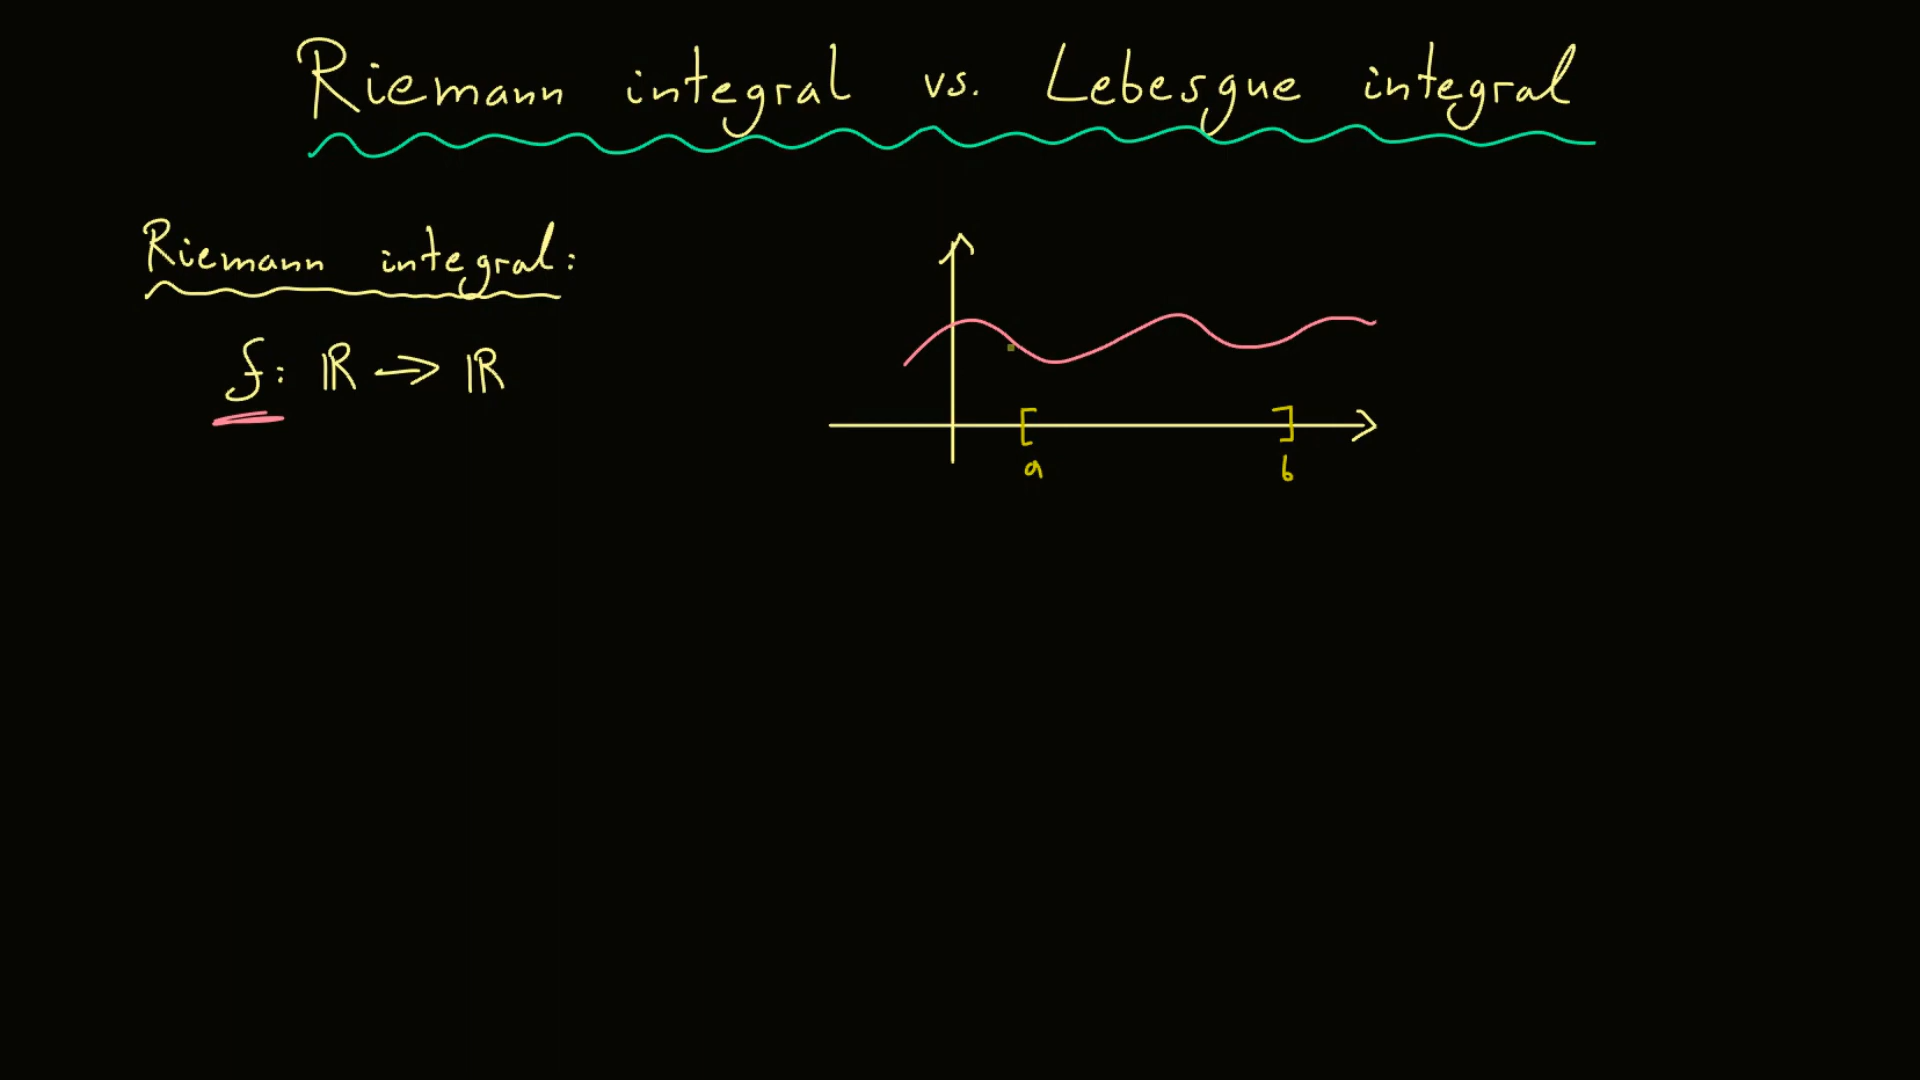 Riemann integral vs. Lebesgue integral
Riemann integral:
f: ℝ → ℝ
[ ]
a b